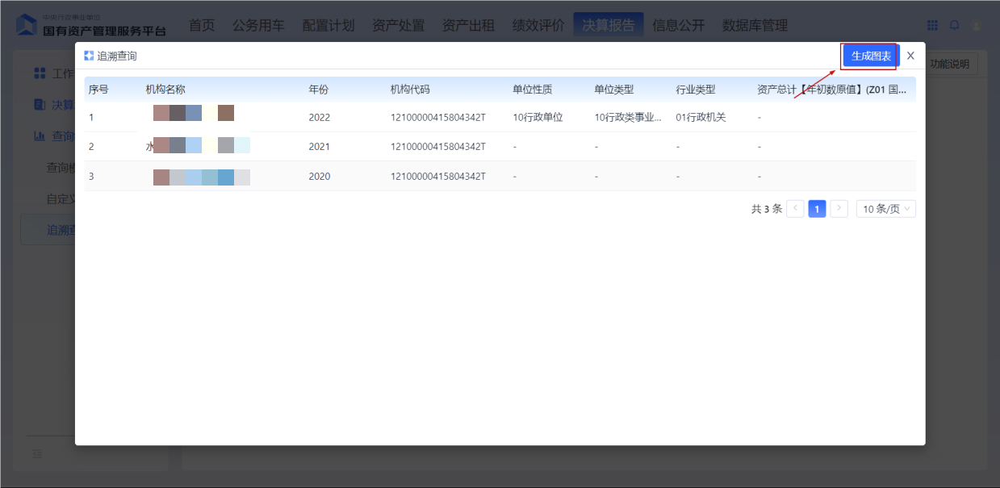 中央行政事业单位
国有资产管理服务平台
首页 公务用车 配置计划 资产处置 资产出租 绩效评价 决算报告 信息公开 数据库管理
追溯查询 生成图表 X
功能说明
工作
决算
查询
查询模
自定义
追溯查
序号 机构名称 年份 机构代码 单位性质 单位类型 行业类型 资产总计【年初数原值】(Z01 国...
1 2022 12100000415804342T 10行政单位 10行政类事业... 01行政机关 -
2 水 2021 12100000415804342T - - - -
3 2020 12100000415804342T - - - -
共 3 条 < 1 > 10 条/页